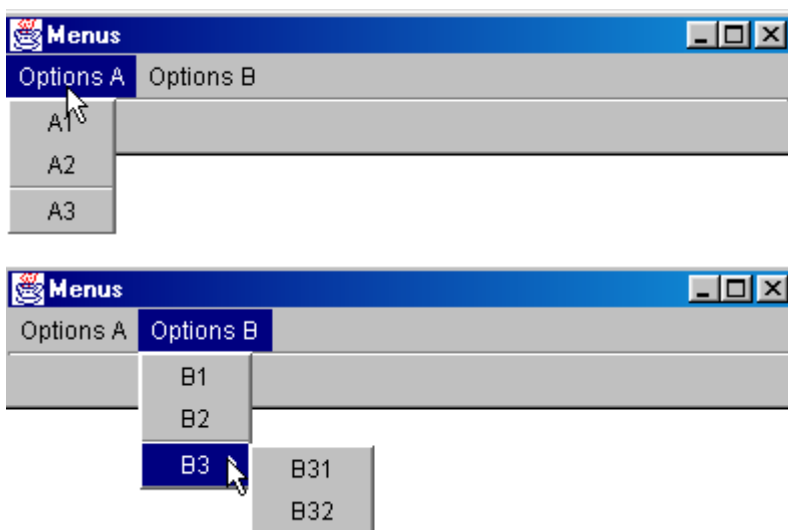 Menus
Options A Options B
A1
A2
A3
Menus
Options A Options B
B1
B2
B3 B31
B32